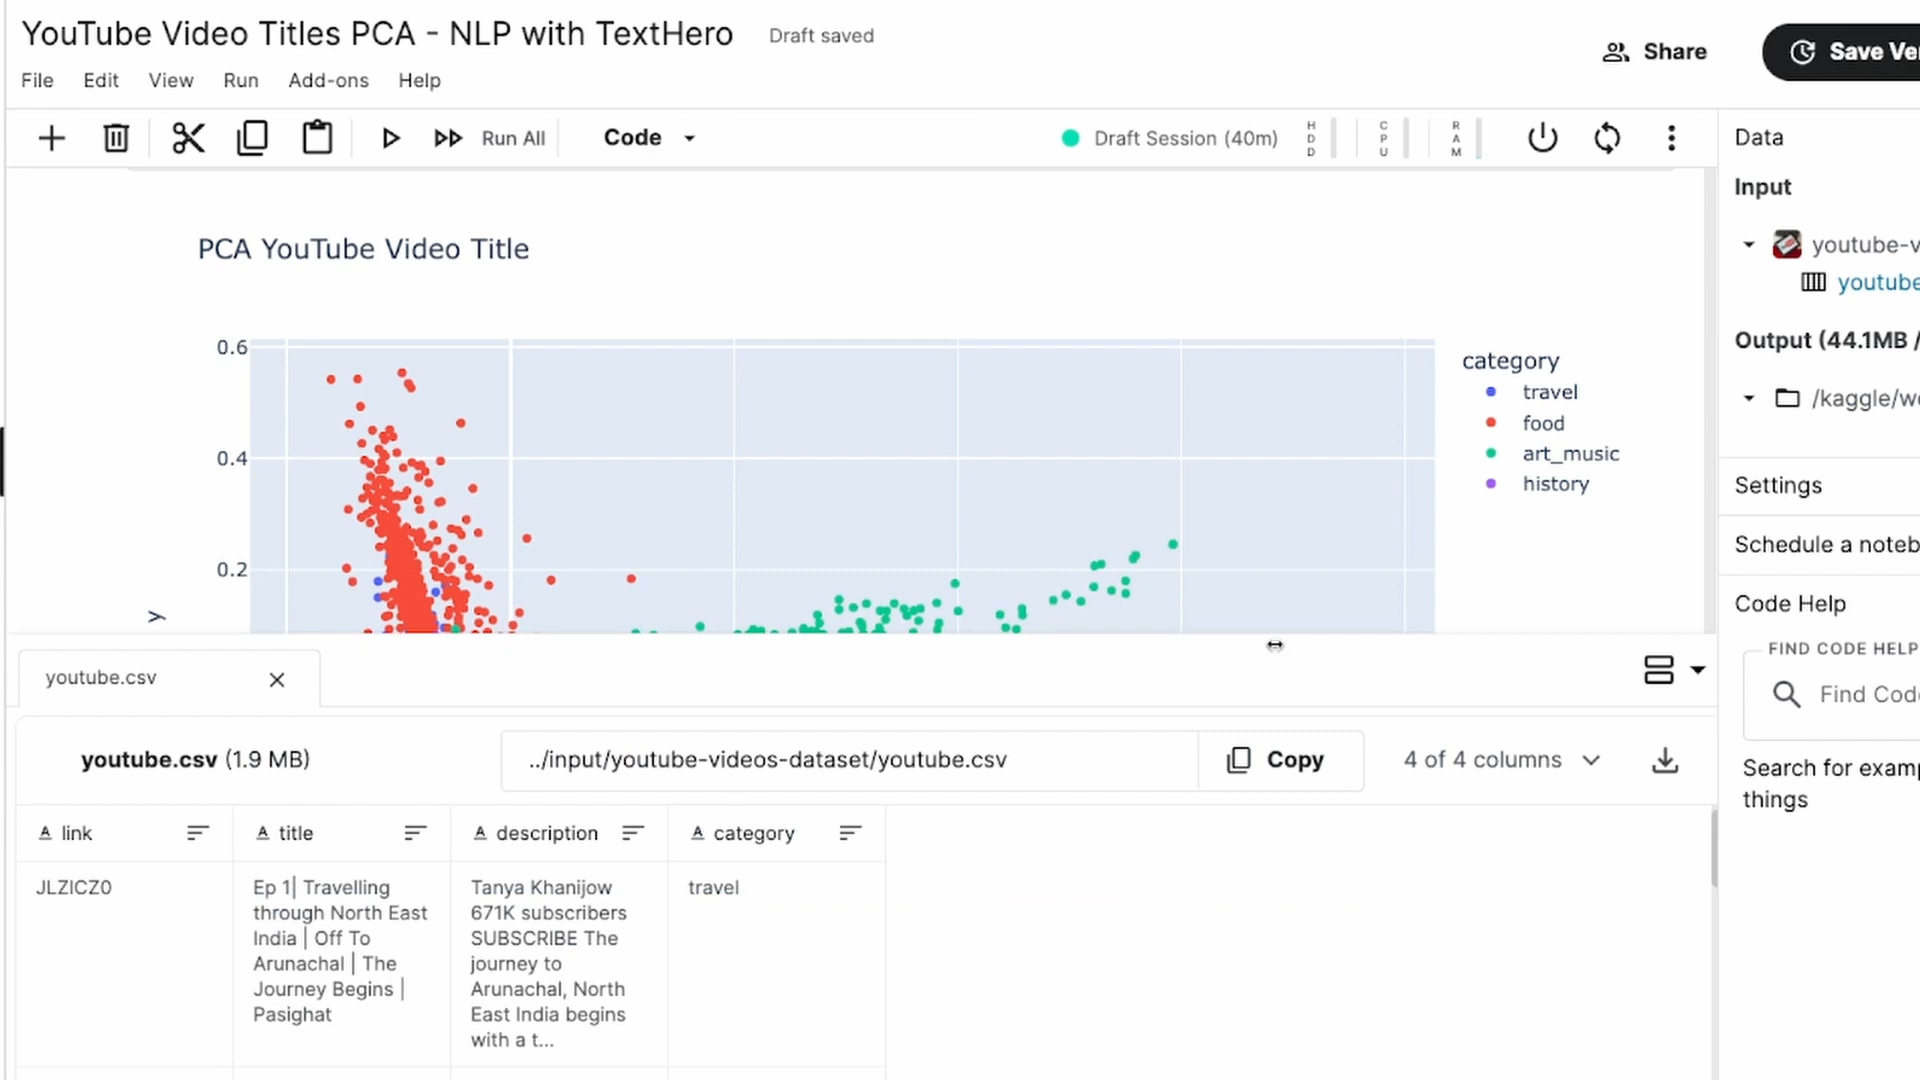 YouTube Video Titles PCA - NLP with TextHero Draft saved
Share
Save Ver
File Edit View Run Add-ons Help
Run All Code Draft Session (40m) HDD CPU RAM
PCA YouTube Video Title
0.6
0.4
0.2
y
category
travel
food
art_music
history
Data
Input
youtube-v
youtube
Output (44.1MB /
/kaggle/wo
Settings
Schedule a noteb
Code Help
FIND CODE HELP
Find Cod
Search for examp
things
youtube.csv
youtube.csv (1.9 MB) ../input/youtube-videos-dataset/youtube.csv Copy 4 of 4 columns
A link A title A description A category
JLZICZ0
Ep 1| Travelling
through North East
India | Off To
Arunachal | The
Journey Begins |
Pasighat
Tanya Khanijow
671K subscribers
SUBSCRIBE The
journey to
Arunachal, North
East India begins
with a t...
travel